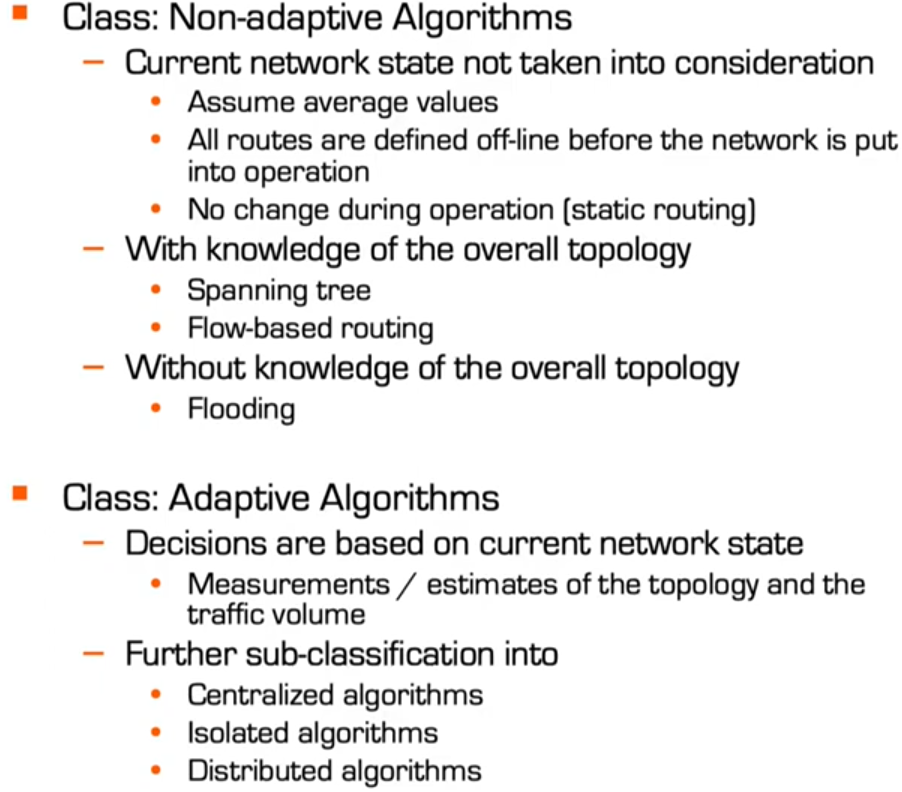 ▪ Class: Non-adaptive Algorithms
– Current network state not taken into consideration
• Assume average values
• All routes are defined off-line before the network is put
into operation
• No change during operation (static routing)
– With knowledge of the overall topology
• Spanning tree
• Flow-based routing
– Without knowledge of the overall topology
• Flooding
▪ Class: Adaptive Algorithms
– Decisions are based on current network state
• Measurements / estimates of the topology and the
traffic volume
– Further sub-classification into
• Centralized algorithms
• Isolated algorithms
• Distributed algorithms